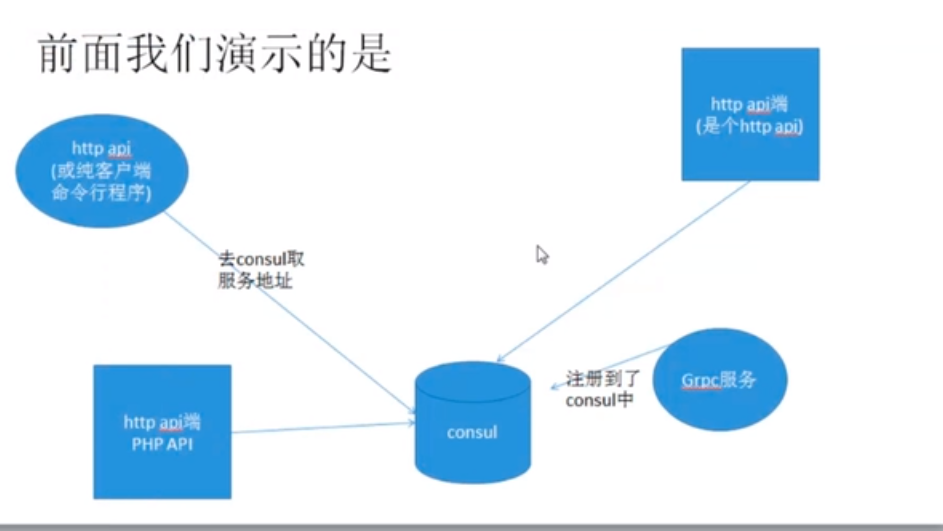 前面我们演示的是
http api
(或纯客户端
命令行程序)
http api端
(是个http api)
去consul取
服务地址
http api端
PHP API
consul
注册到了
consul中
Grpc服务